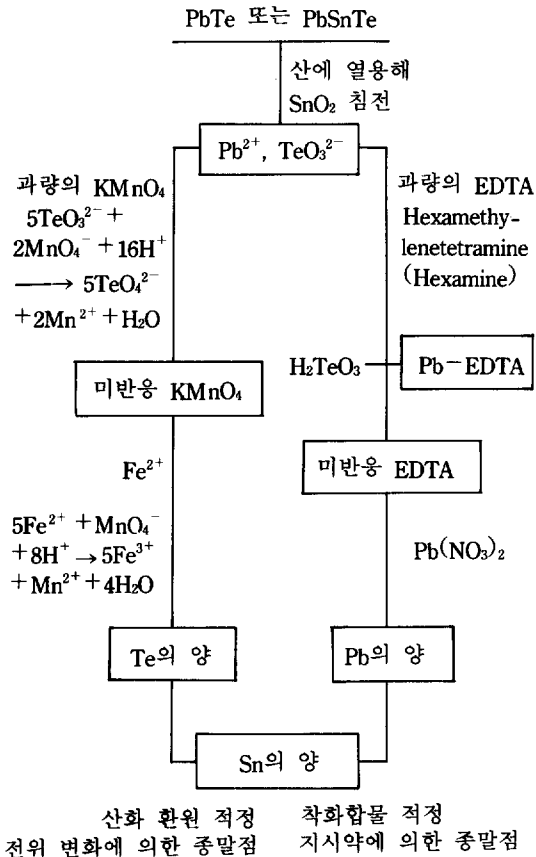 PbTe 또는 PbSnTe
산에 열용해
SnO₂ 침전
Pb²⁺, TeO₃²⁻
과량의 KMnO₄
5TeO₃²⁻ +
2MnO₄⁻ + 16H⁺
⟶ 5TeO₄²⁻
+2Mn²⁺ + H₂O
과량의 EDTA
Hexamethy-
lenetetramine
(Hexamine)
H₂TeO₃
Pb-EDTA
미반응 KMnO₄
미반응 EDTA
Fe²⁺
5Fe²⁺ + MnO₄⁻
+8H⁺ → 5Fe³⁺
+Mn²⁺ + 4H₂O
Pb(NO₃)₂
Te의 양
Pb의 양
Sn의 양
산화 환원 적정
전위 변화에 의한 종말점
착화합물 적정
지시약에 의한 종말점